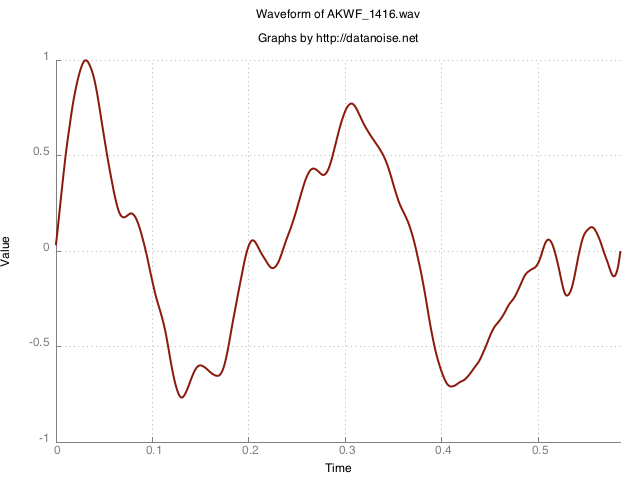 Waveform of AKWF_1416.wav
Graphs by http://datanoise.net
1
0.5
0
-0.5
-1
Value
0 0.1 0.2 0.3 0.4 0.5
Time